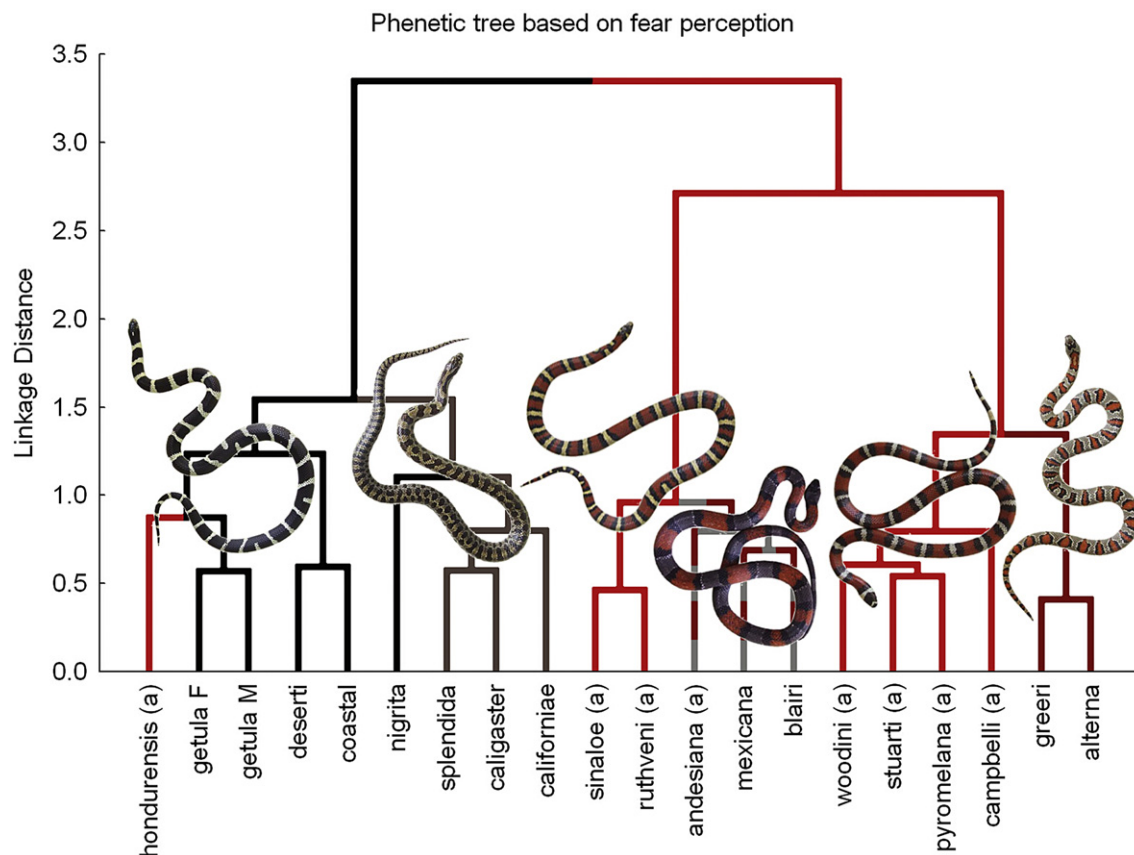 Phenetic tree based on fear perception
3.5
3.0
2.5
2.0
1.5
1.0
0.5
0.0
Linkage Distance
hondurensis (a)
getula F
getula M
deserti
coastal
nigrita
splendida
caligaster
californiae
sinaloe (a)
ruthveni (a)
andesiana (a)
mexicana
blairi
woodini (a)
stuarti (a)
pyromelana (a)
campbelli (a)
greeri
alterna